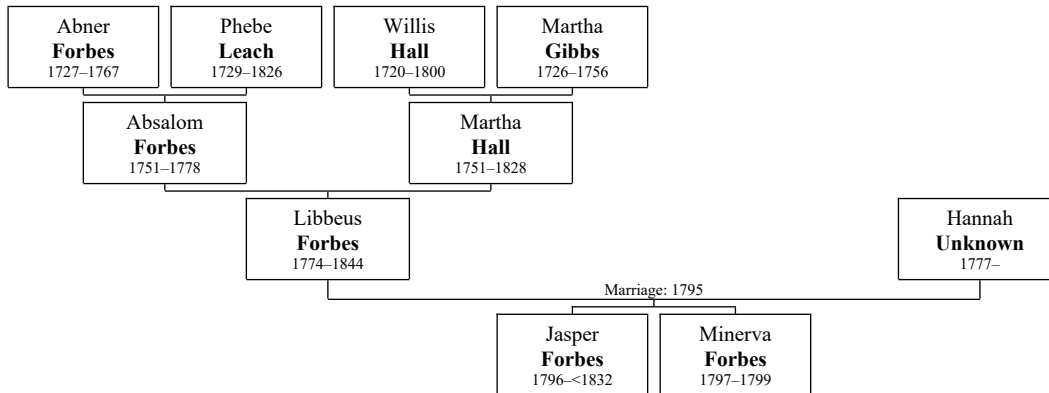 Abner
Forbes
1727–1767
Phebe
Leach
1729–1826
Willis
Hall
1720–1800
Martha
Gibbs
1726–1756
Absalom
Forbes
1751–1778
Martha
Hall
1751–1828
Libbeus
Forbes
1774–1844
Hannah
Unknown
1777–
Marriage: 1795
Jasper
Forbes
1796–<1832
Minerva
Forbes
1797–1799